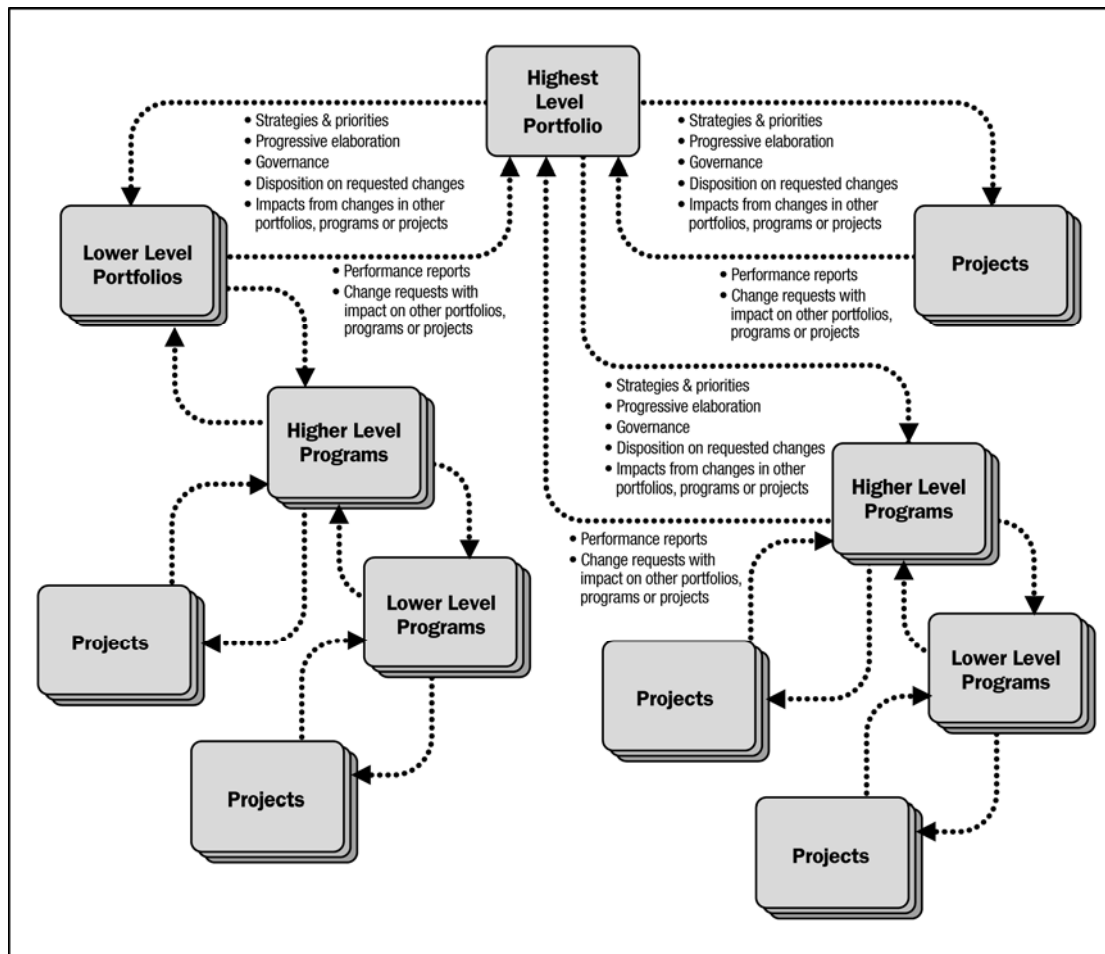 Highest
Level
Portfolio
• Strategies & priorities
• Progressive elaboration
• Governance
• Disposition on requested changes
• Impacts from changes in other
portfolios, programs or projects
• Strategies & priorities
• Progressive elaboration
• Governance
• Disposition on requested changes
• Impacts from changes in other
portfolios, programs or projects
Lower Level
Portfolios
Projects
• Performance reports
• Change requests with
impact on other portfolios,
programs or projects
• Performance reports
• Change requests with
impact on other portfolios,
programs or projects
• Strategies & priorities
• Progressive elaboration
• Governance
• Disposition on requested changes
• Impacts from changes in other
portfolios, programs or projects
Higher Level
Programs
Higher Level
Programs
• Performance reports
• Change requests with
impact on other portfolios,
programs or projects
Lower Level
Programs
Projects
Lower Level
Programs
Projects
Projects
Projects